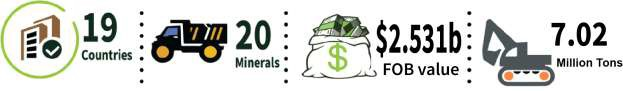 19
Countries
20
Minerals
$
$2.531b
FOB value
7.02
Million Tons